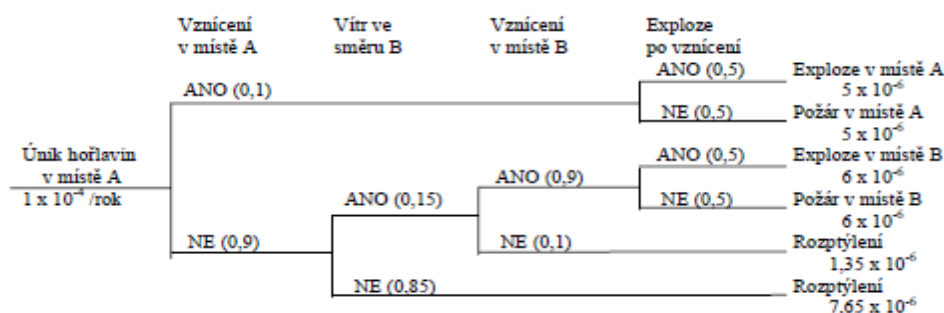 Vznícení
v místě A
Vítr ve
směru B
Vznícení
v místě B
Exploze
po vznícení
ANO (0,5)
Exploze v místě A
5 x 10⁻⁶
ANO (0,1)
NE (0,5)
Požár v místě A
5 x 10⁻⁶
Únik hořlavin
v místě A
1 x 10⁻⁴ /rok
ANO (0,5)
Exploze v místě B
6 x 10⁻⁶
ANO (0,9)
ANO (0,15)
NE (0,5)
Požár v místě B
6 x 10⁻⁶
NE (0,9)
NE (0,1)
Rozptýlení
1,35 x 10⁻⁶
NE (0,85)
Rozptýlení
7,65 x 10⁻⁶